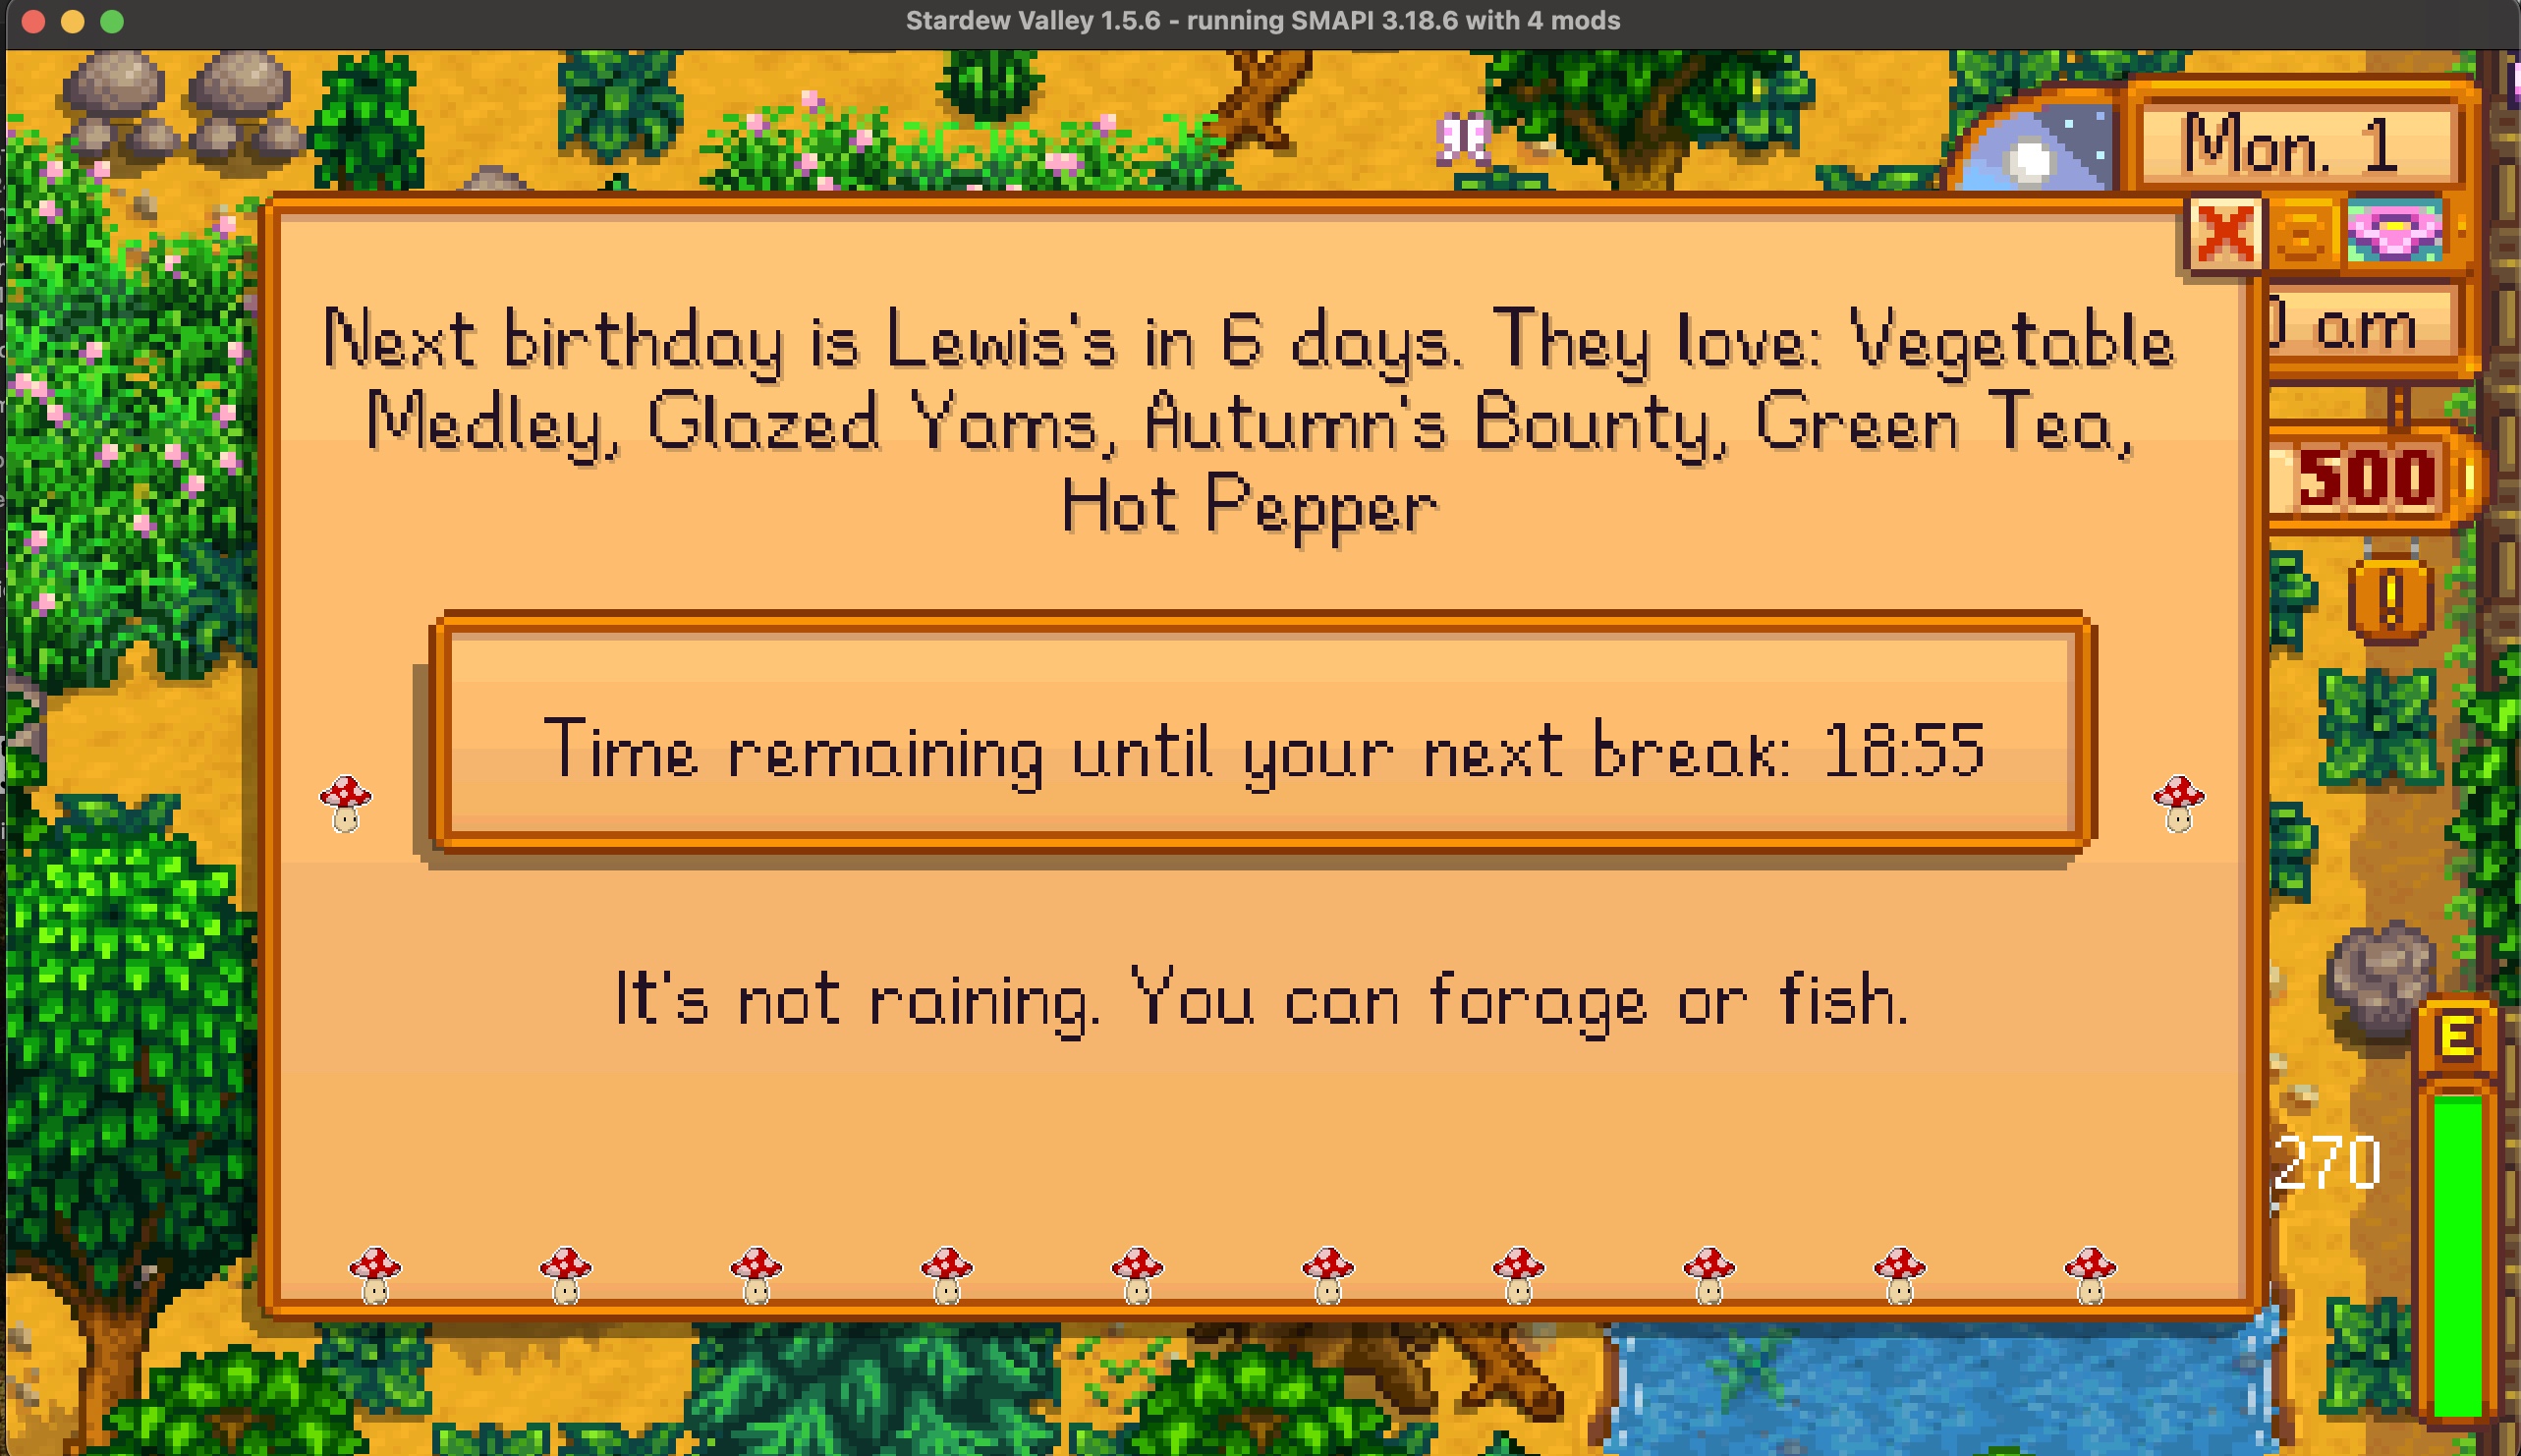 Stardew Valley 1.5.6 - running SMAPI 3.18.6 with 4 mods
Mon. 1
Next birthday is Lewis's in 6 days. They love: Vegetable
Medley, Glazed Yams, Autumn's Bounty, Green Tea,
Hot Pepper
0 am
500
!
Time remaining until your next break: 18:55
It's not raining. You can forage or fish.
E
270